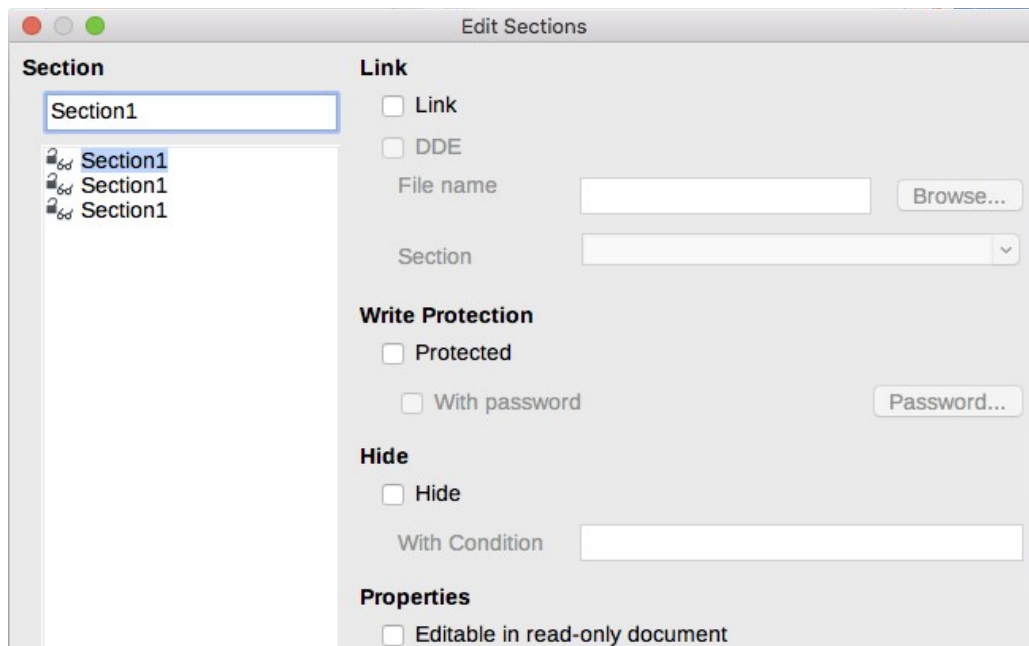 Edit Sections
Section
Section1
Section1
Section1
Section1
Link
Link
DDE
File name
Browse...
Section
Write Protection
Protected
With password
Password...
Hide
Hide
With Condition
Properties
Editable in read-only document